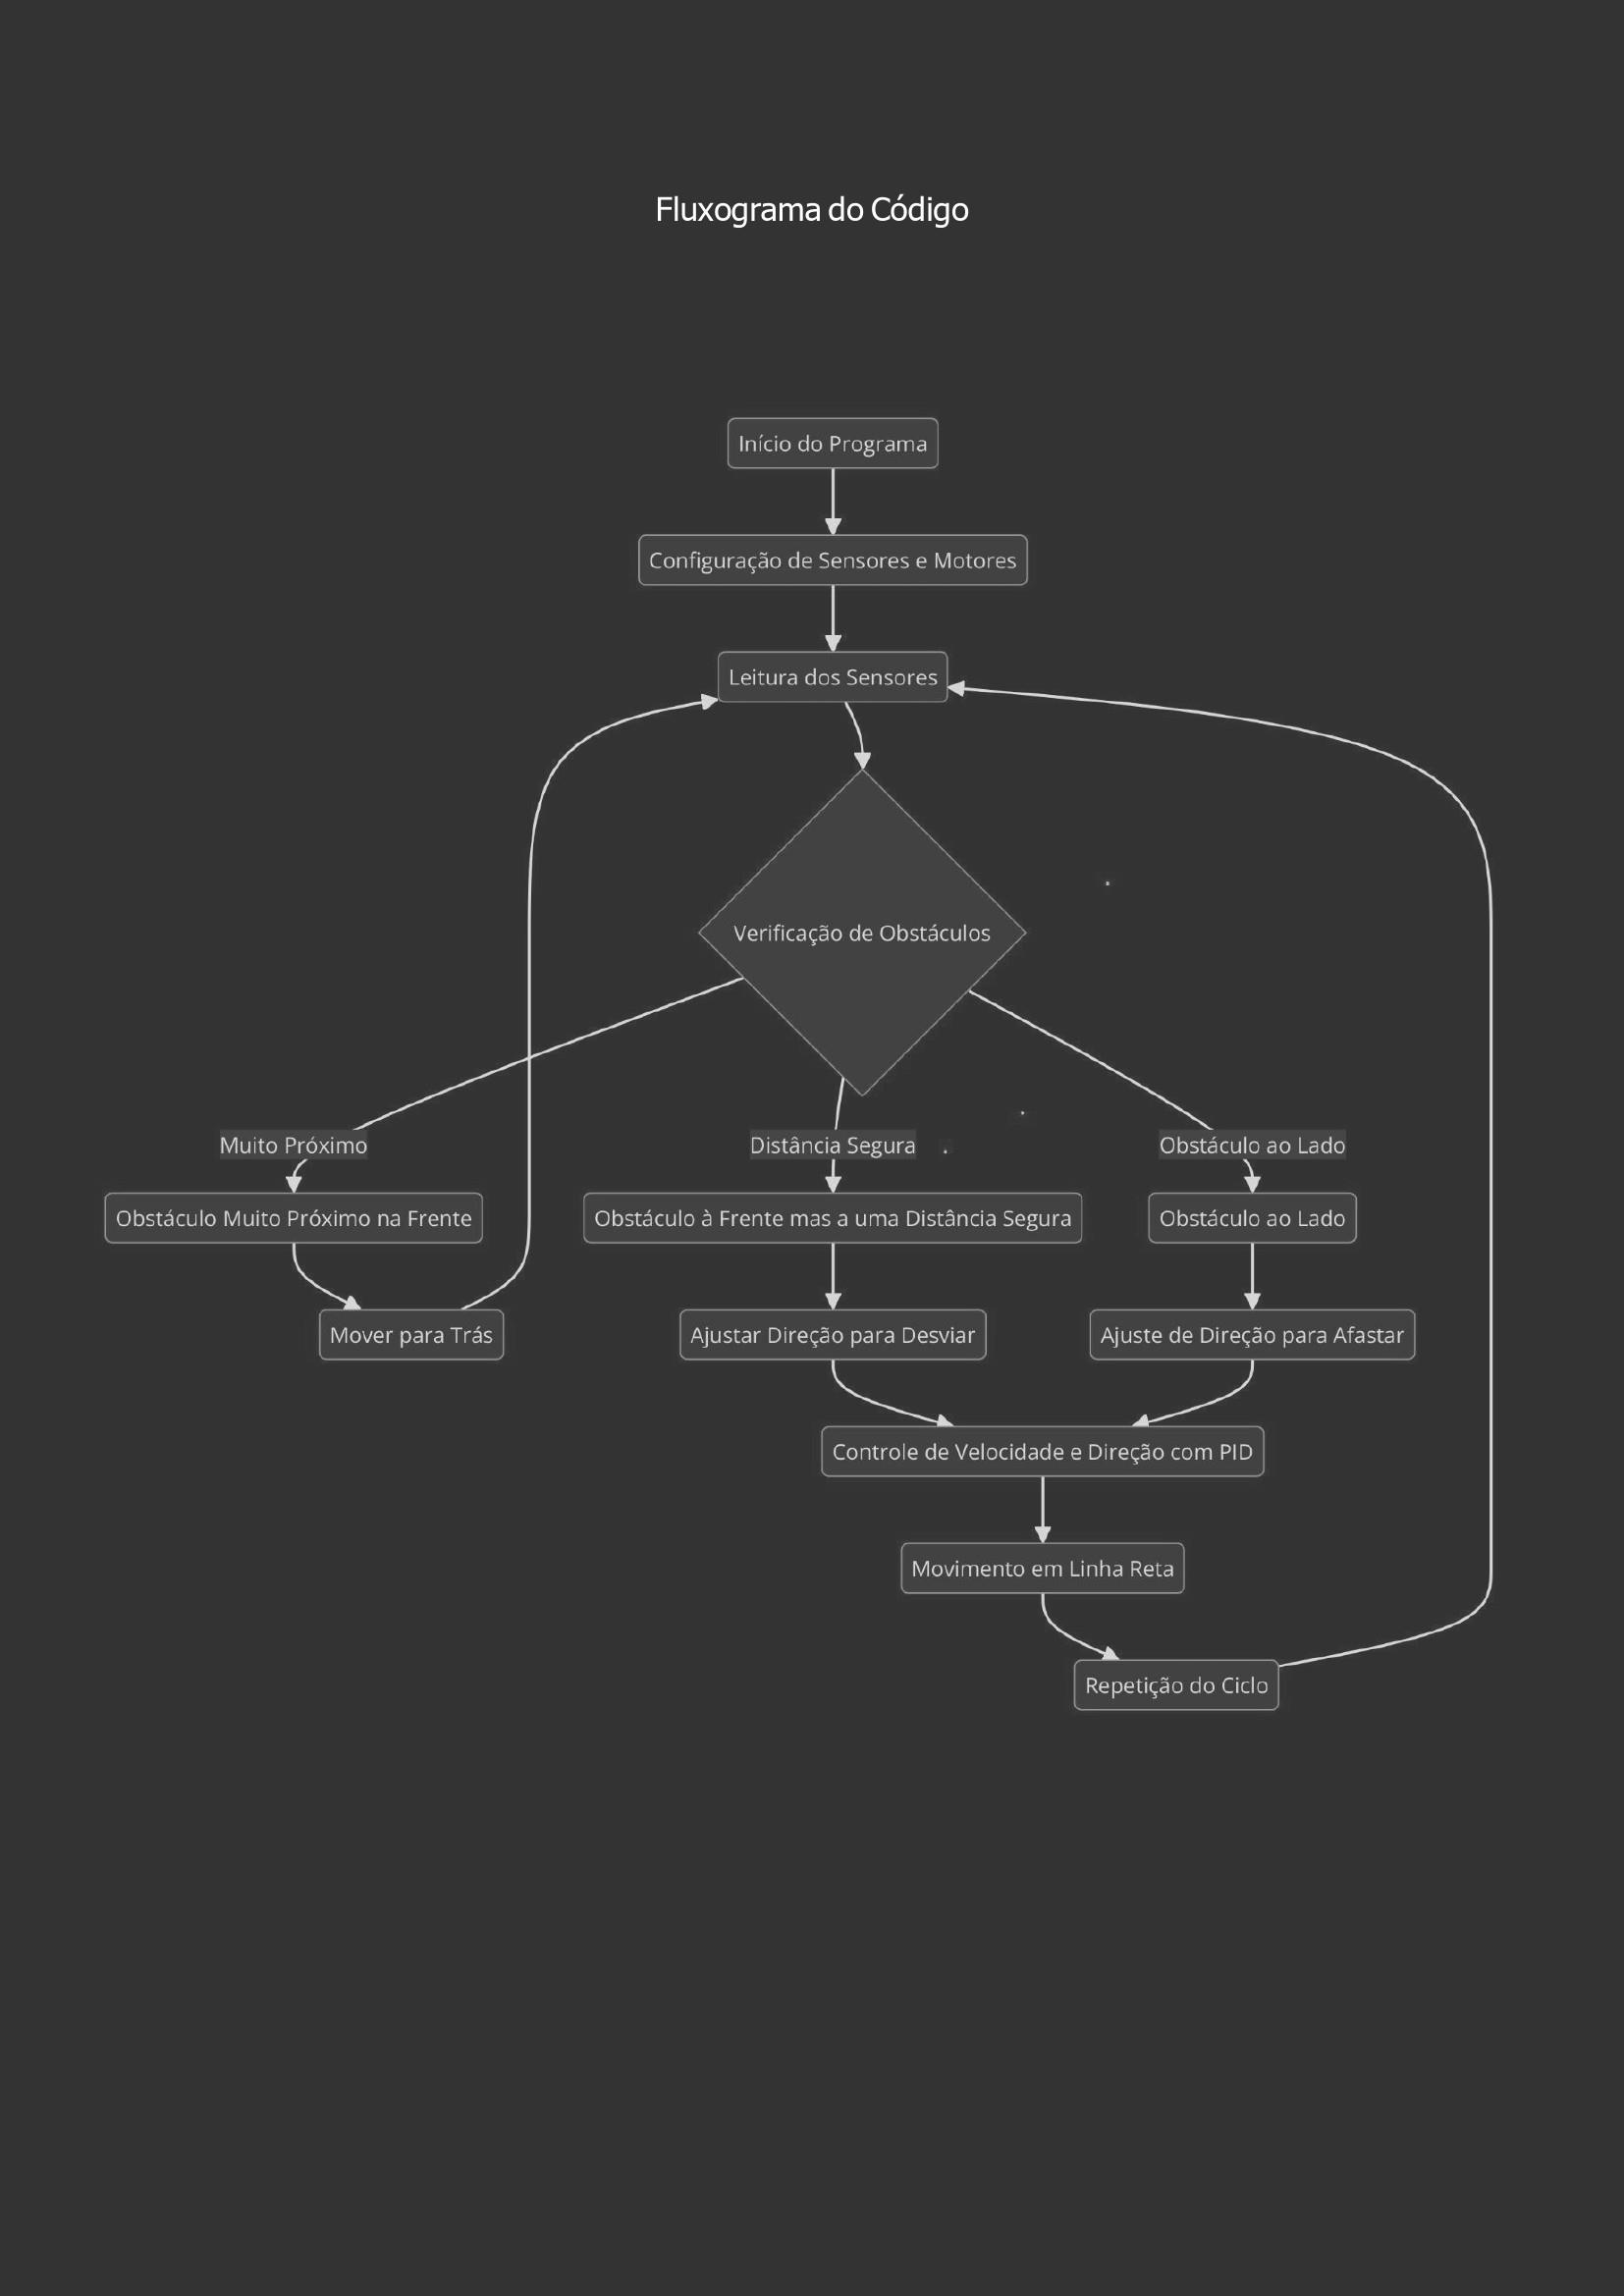 Fluxograma do Código
Início do Programa
Configuração de Sensores e Motores
Leitura dos Sensores
Verificação de Obstáculos
Muito Próximo
Distância Segura
Obstáculo ao Lado
Obstáculo Muito Próximo na Frente
Obstáculo à Frente mas a uma Distância Segura
Obstáculo ao Lado
Mover para Trás
Ajustar Direção para Desviar
Ajuste de Direção para Afastar
Controle de Velocidade e Direção com PID
Movimento em Linha Reta
Repetição do Ciclo